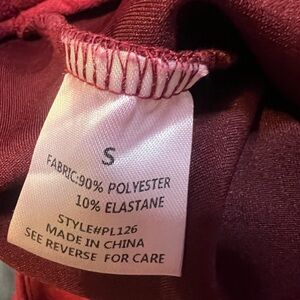 S
FABRIC:90% POLYESTER
10% ELASTANE
STYLE#PL126
MADE IN CHINA
SEE REVERSE FOR CARE